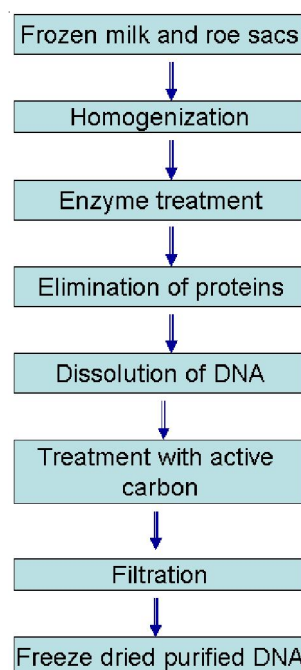 Frozen milk and roe sacs
Homogenization
Enzyme treatment
Elimination of proteins
Dissolution of DNA
Treatment with active
carbon
Filtration
Freeze dried purified DNA